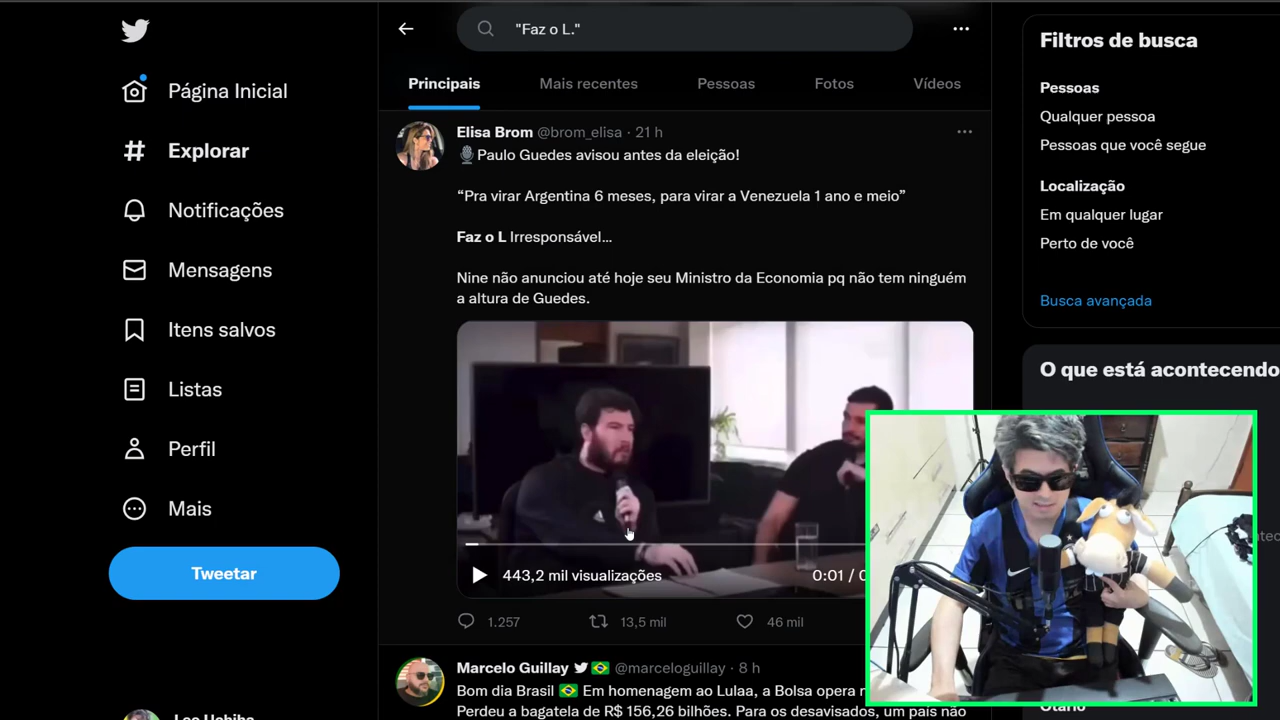 "Faz o L."
Página Inicial
Explorar
Notificações
Mensagens
Itens salvos
Listas
Perfil
Mais
Tweetar
Principais
Mais recentes
Pessoas
Fotos
Vídeos
Elisa Brom @brom_elisa · 21 h
🎙Paulo Guedes avisou antes da eleição!
“Pra virar Argentina 6 meses, para virar a Venezuela 1 ano e meio”
Faz o L Irresponsável...
Nine não anunciou até hoje seu Ministro da Economia pq não tem ninguém
a altura de Guedes.
443,2 mil visualizações
0:01 / 0
1.257
13,5 mil
46 mil
Marcelo Guillay @marceloguillay · 8 h
Bom dia Brasil 🇧🇷 Em homenagem ao Lulaa, a Bolsa opera
Perdeu a bagatela de R$ 156,26 bilhões. Para os desavisados, um país não
Filtros de busca
Pessoas
Qualquer pessoa
Pessoas que você segue
Localização
Em qualquer lugar
Perto de você
Busca avançada
O que está acontecendo